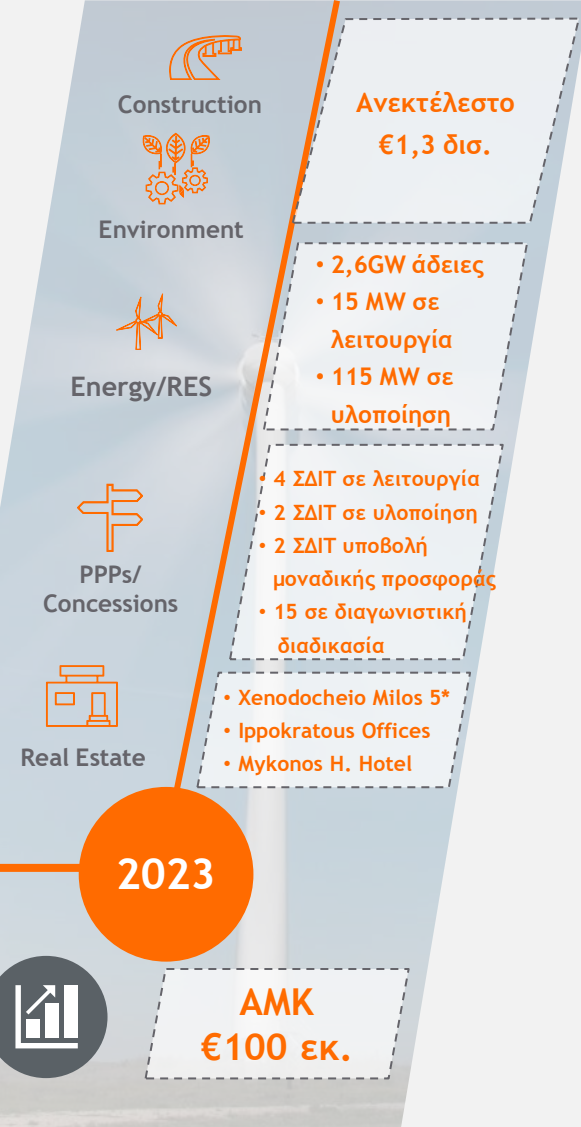 Construction
Environment
Ανεκτέλεστο
€1,3 δισ.
Energy/RES
• 2,6GW άδειες
• 15 MW σε
λειτουργία
• 115 MW σε
υλοποίηση
PPPs/
Concessions
• 4 ΣΔΙΤ σε λειτουργία
• 2 ΣΔΙΤ σε υλοποίηση
• 2 ΣΔΙΤ υποβολή
μοναδικής προσφοράς
• 15 σε διαγωνιστική
διαδικασία
Real Estate
• Xenodocheio Milos 5*
• Ippokratous Offices
• Mykonos H. Hotel
2023
ΑΜΚ
€100 εκ.